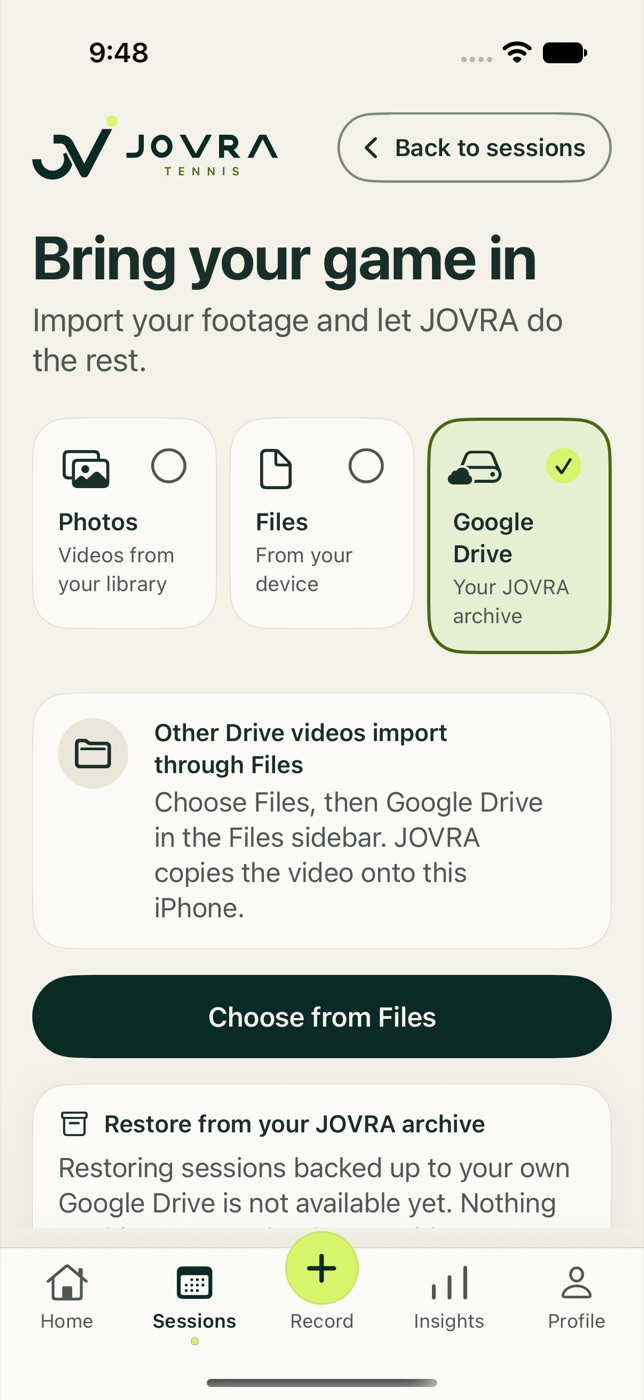 9:48
JOVRA
TENNIS
Back to sessions
Bring your game in
Import your footage and let JOVRA do
the rest.
Photos
Videos from
your library
Files
From your
device
Google
Drive
Your JOVRA
archive
Other Drive videos import
through Files
Choose Files, then Google Drive
in the Files sidebar. JOVRA
copies the video onto this
iPhone.
Choose from Files
Restore from your JOVRA archive
Restoring sessions backed up to your own
Google Drive is not available yet. Nothing
Home
Sessions
Record
Insights
Profile